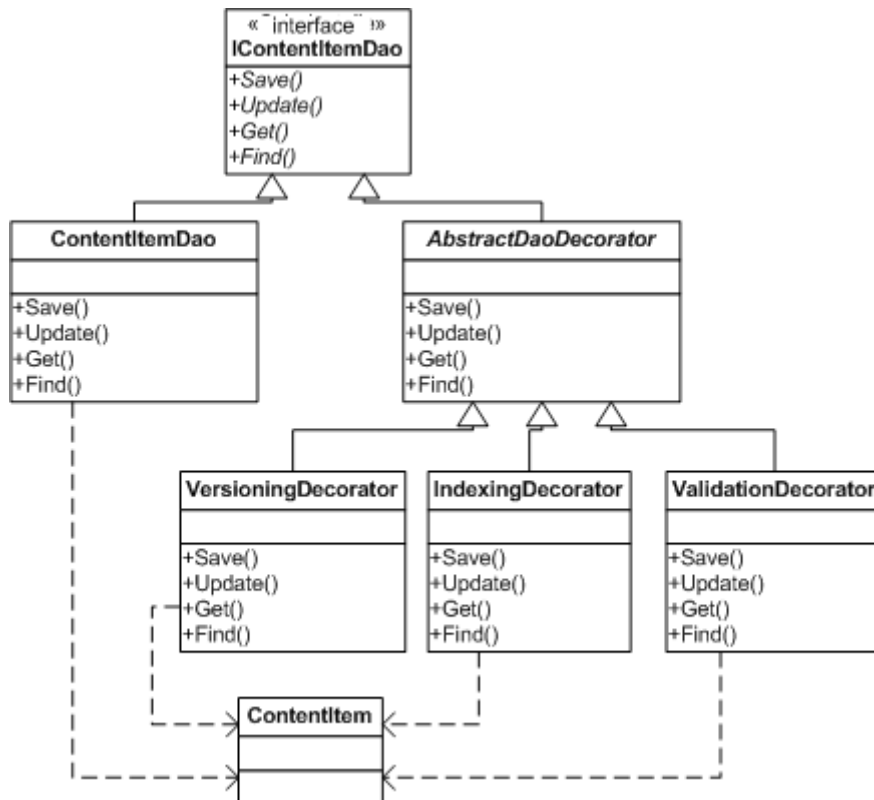 « interface »
IContentItemDao
+Save()
+Update()
+Get()
+Find()
ContentItemDao
+Save()
+Update()
+Get()
+Find()
AbstractDaoDecorator
+Save()
+Update()
+Get()
+Find()
VersioningDecorator
+Save()
+Update()
+Get()
+Find()
IndexingDecorator
+Save()
+Update()
+Get()
+Find()
ValidationDecorator
+Save()
+Update()
+Get()
+Find()
ContentItem